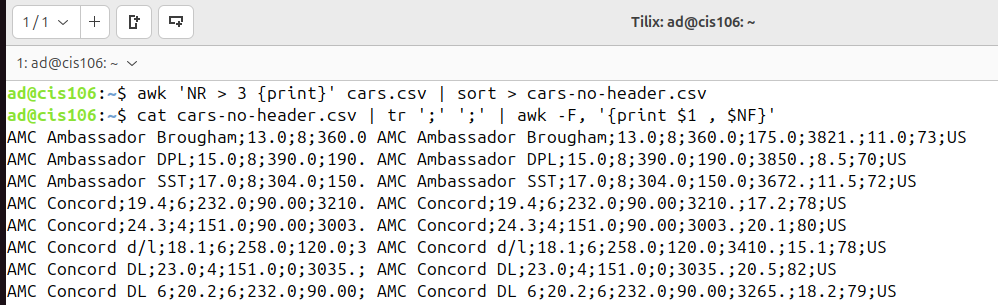 1 / 1
Tilix: ad@cis106: ~
1: ad@cis106: ~
ad@cis106:~$ awk 'NR > 3 {print}' cars.csv | sort > cars-no-header.csv
ad@cis106:~$ cat cars-no-header.csv | tr ';' ';' | awk -F, '{print $1 , $NF}'
AMC Ambassador Brougham;13.0;8;360.0 AMC Ambassador Brougham;13.0;8;360.0;175.0;3821.;11.0;73;US
AMC Ambassador DPL;15.0;8;390.0;190. AMC Ambassador DPL;15.0;8;390.0;190.0;3850.;8.5;70;US
AMC Ambassador SST;17.0;8;304.0;150. AMC Ambassador SST;17.0;8;304.0;150.0;3672.;11.5;72;US
AMC Concord;19.4;6;232.0;90.00;3210. AMC Concord;19.4;6;232.0;90.00;3210.;17.2;78;US
AMC Concord;24.3;4;151.0;90.00;3003. AMC Concord;24.3;4;151.0;90.00;3003.;20.1;80;US
AMC Concord d/l;18.1;6;258.0;120.0;3 AMC Concord d/l;18.1;6;258.0;120.0;3410.;15.1;78;US
AMC Concord DL;23.0;4;151.0;0;3035.; AMC Concord DL;23.0;4;151.0;0;3035.;20.5;82;US
AMC Concord DL 6;20.2;6;232.0;90.00; AMC Concord DL 6;20.2;6;232.0;90.00;3265.;18.2;79;US